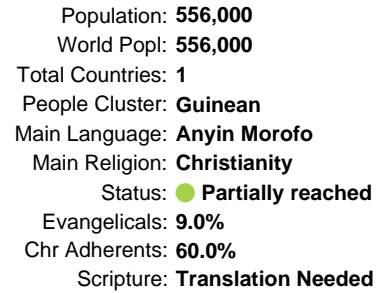 Population: 556,000
World Popl: 556,000
Total Countries: 1
People Cluster: Guinean
Main Language: Anyin Morofo
Main Religion: Christianity
Status: Partially reached
Evangelicals: 9.0%
Chr Adherents: 60.0%
Scripture: Translation Needed